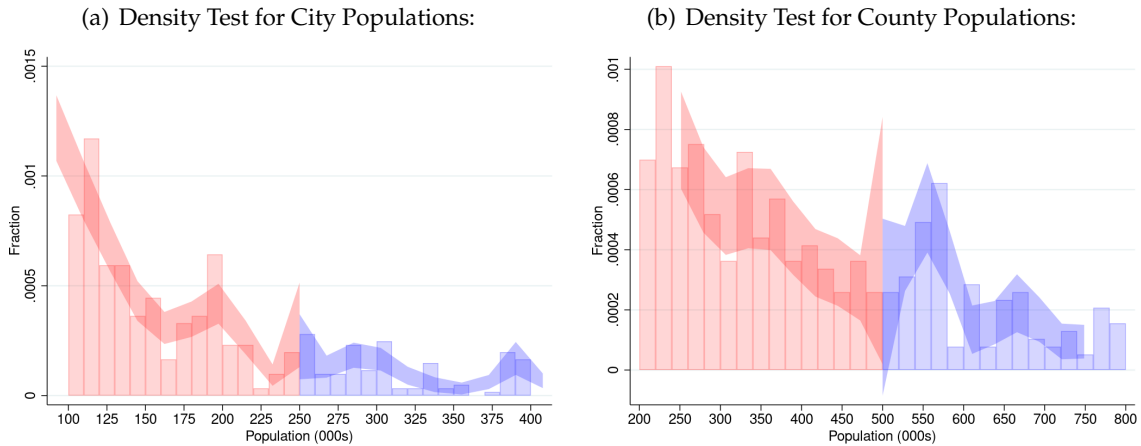 (a) Density Test for City Populations:
.0015
.001
.0005
0
Fraction
100 125 150 175 200 225 250 275 300 325 350 375 400
Population (000s)
(b) Density Test for County Populations:
.001
.0008
.0006
.0004
.0002
0
Fraction
200 250 300 350 400 450 500 550 600 650 700 750 800
Population (000s)